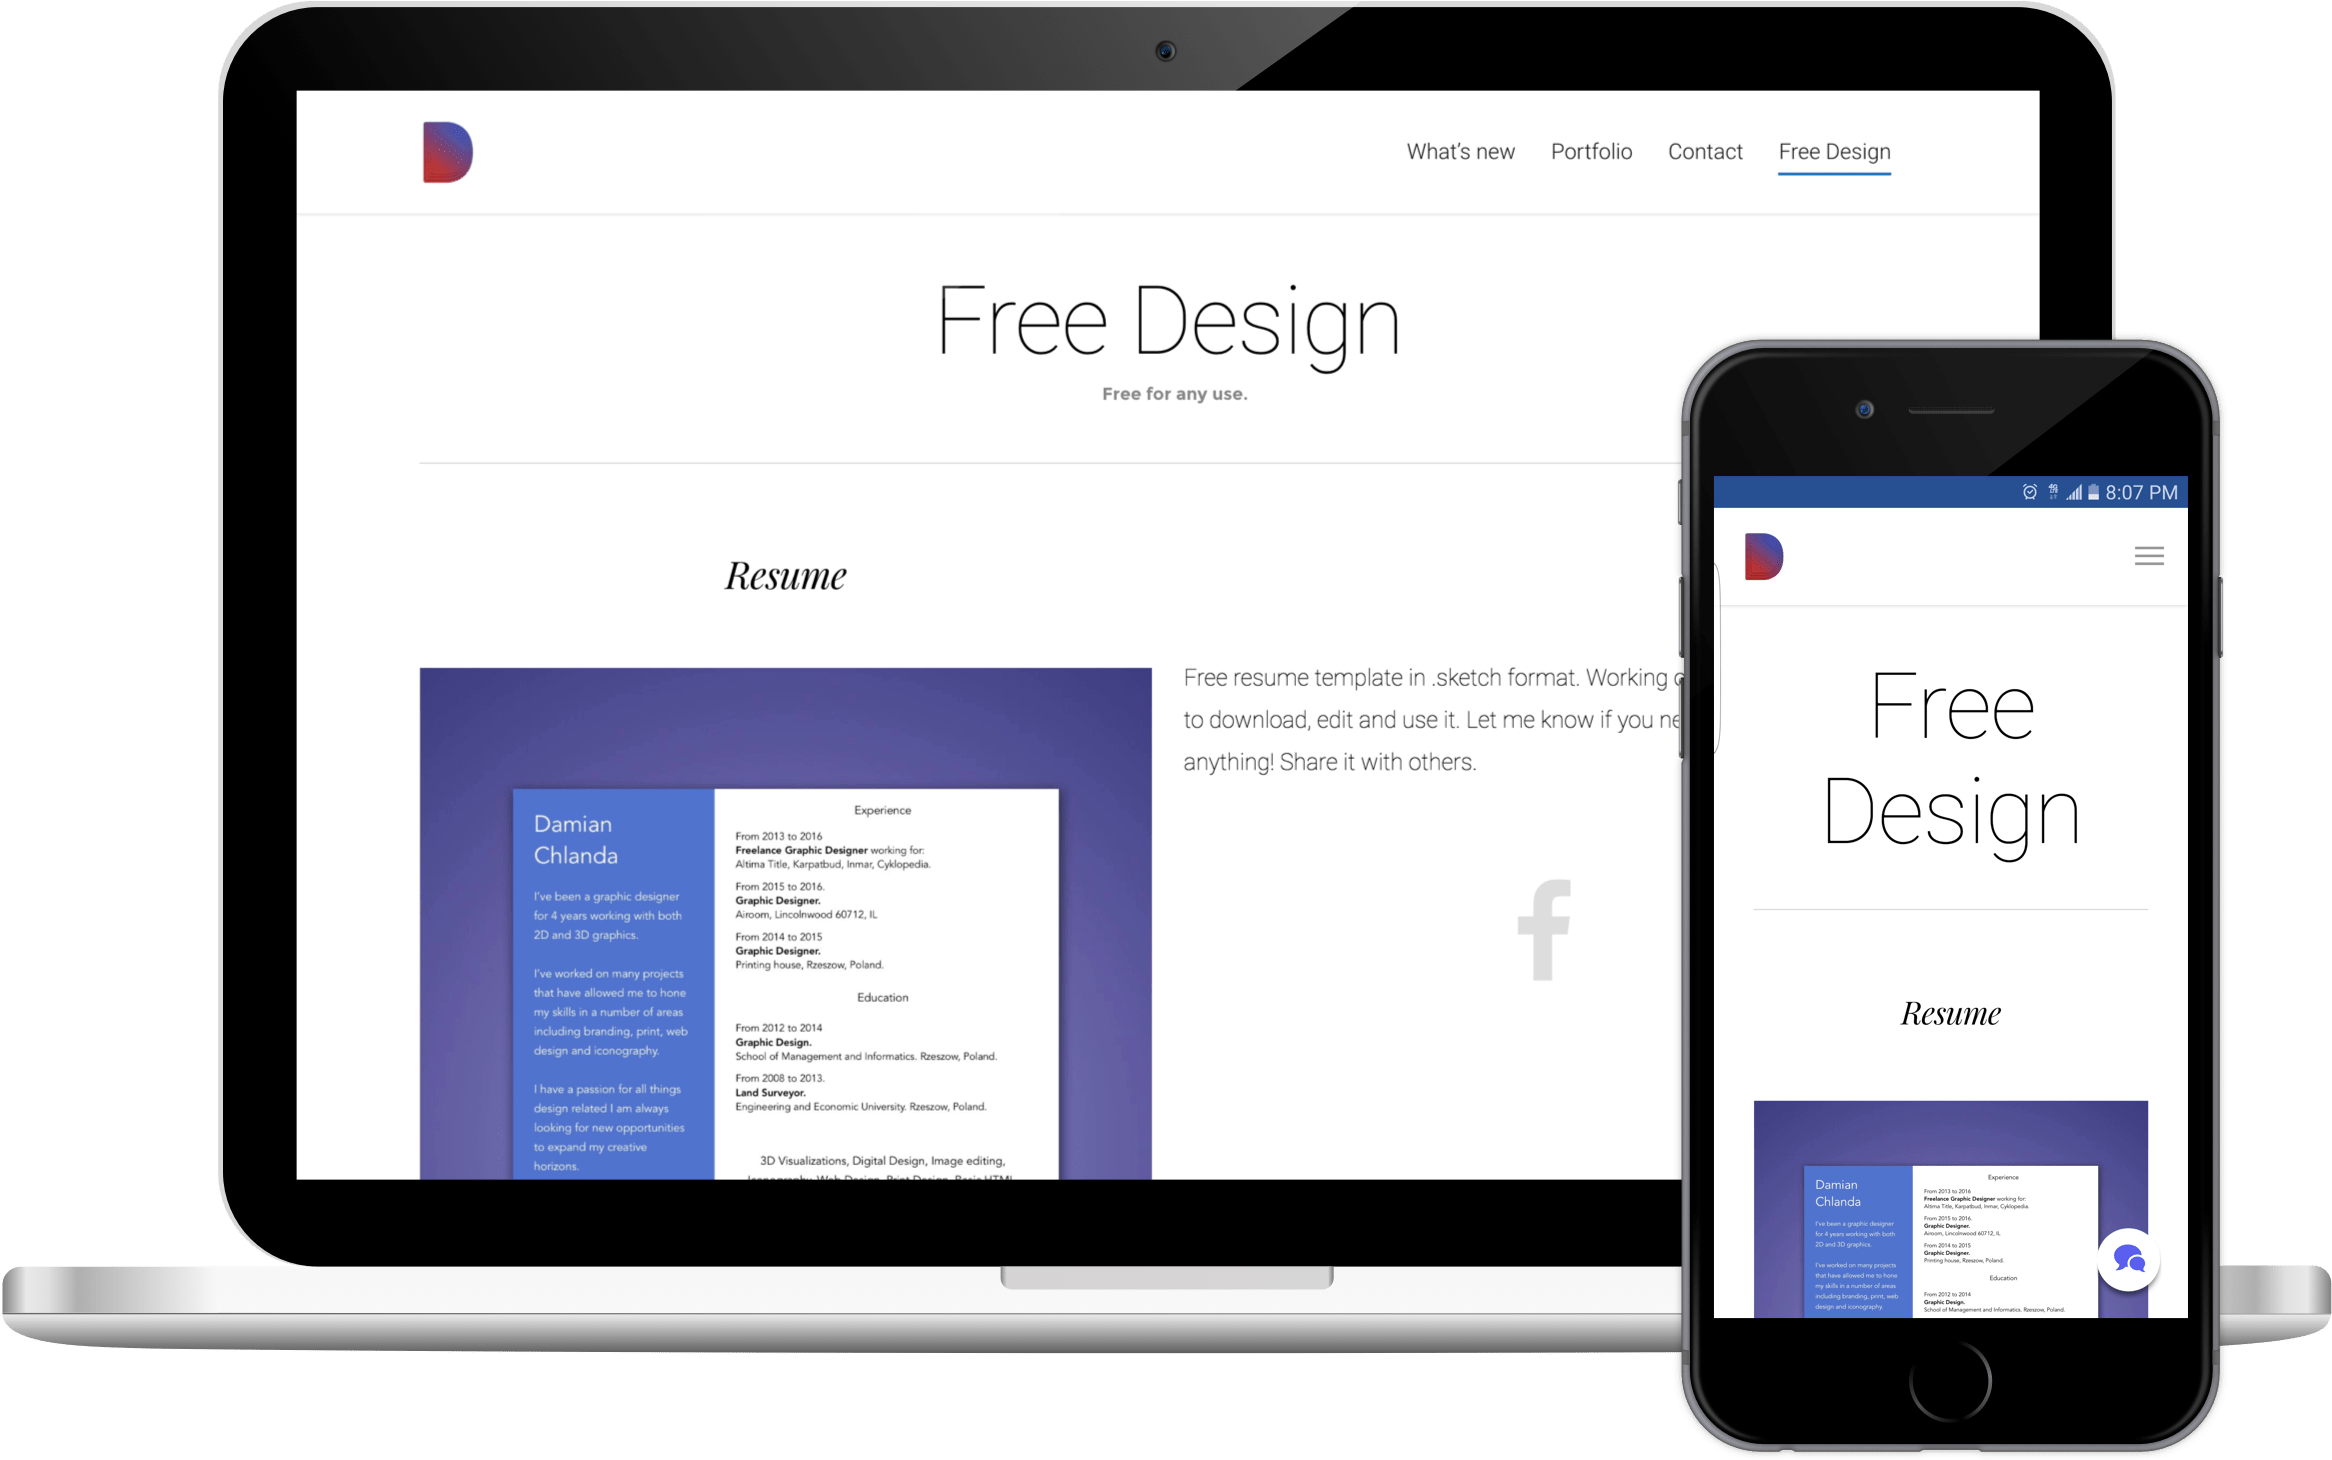 What's new Portfolio Contact Free Design
Free Design
Free for any use.
Resume
Free resume template in .sketch format. Working
to download, edit and use it. Let me know if you
anything! Share it with others.
Damian
Chlanda
I've been a graphic designer
for 4 years working with both
2D and 3D graphics.
I've worked on many projects
that have allowed me to hone
my skills in a number of areas
including branding, print, web
design and iconography.
I have a passion for all things
design related I am always
looking for new opportunities
to expand my creative
horizons.
Experience
From 2013 to 2016
Freelance Graphic Designer working for:
Altima Title, Karpatbud, Inmar, Cyklopedia.
From 2015 to 2016.
Graphic Designer.
Airoom, Lincolnwood 60712, IL
From 2014 to 2015
Graphic Designer.
Printing house, Rzeszow, Poland.
Education
From 2012 to 2014
Graphic Design.
School of Management and Informatics. Rzeszow, Poland.
From 2008 to 2013.
Land Surveyor.
Engineering and Economic University. Rzeszow, Poland.
3D Visualizations, Digital Design, Image editing,
Iconography, Web Design, Print Design, Basic HTML
8:07 PM
Free
Design
Resume
Damian
Chlanda
I've been a graphic designer
for 4 years working with both
2D and 3D graphics.
I've worked on many projects
that have allowed me to hone
my skills in a number of areas
including branding, print, web
design and iconography.
Experience
From 2013 to 2016
Freelance Graphic Designer working for:
Altima Title, Karpatbud, Inmar, Cyklopedia.
From 2015 to 2016.
Graphic Designer.
Airoom, Lincolnwood 60712, IL
From 2014 to 2015
Graphic Designer.
Printing house, Rzeszow, Poland.
Education
From 2012 to 2014
Graphic Design.
School of Management and Informatics. Rzeszow, Poland.